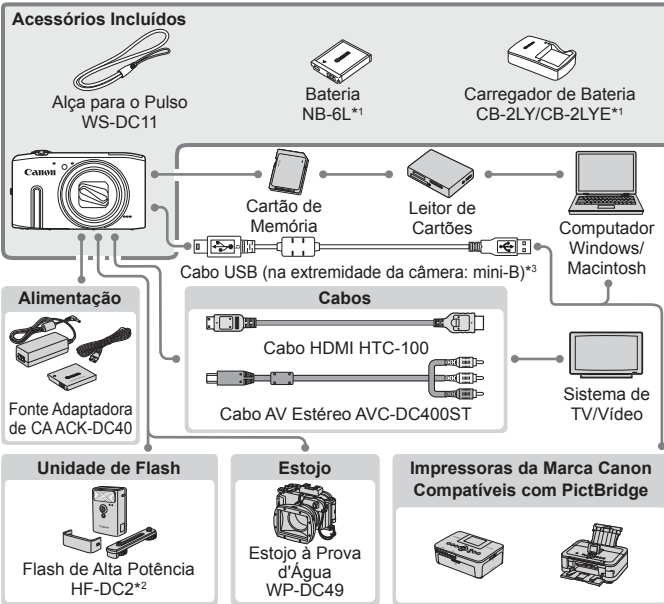 Acessórios Incluídos
Alça para o Pulso
WS-DC11
Bateria
NB-6L*1
Carregador de Bateria
CB-2LY/CB-2LYE*1
Canon
Cartão de
Memória
Leitor de
Cartões
Computador
Windows/
Macintosh
Cabo USB (na extremidade da câmera: mini-B)*3
Alimentação
Fonte Adaptadora
de CA ACK-DC40
Cabos
Cabo HDMI HTC-100
Cabo AV Estéreo AVC-DC400ST
Sistema de
TV/Vídeo
Unidade de Flash
Flash de Alta Potência
HF-DC2*2
Estojo
Estojo à Prova
d'Água
WP-DC49
Impressoras da Marca Canon
Compatíveis com PictBridge